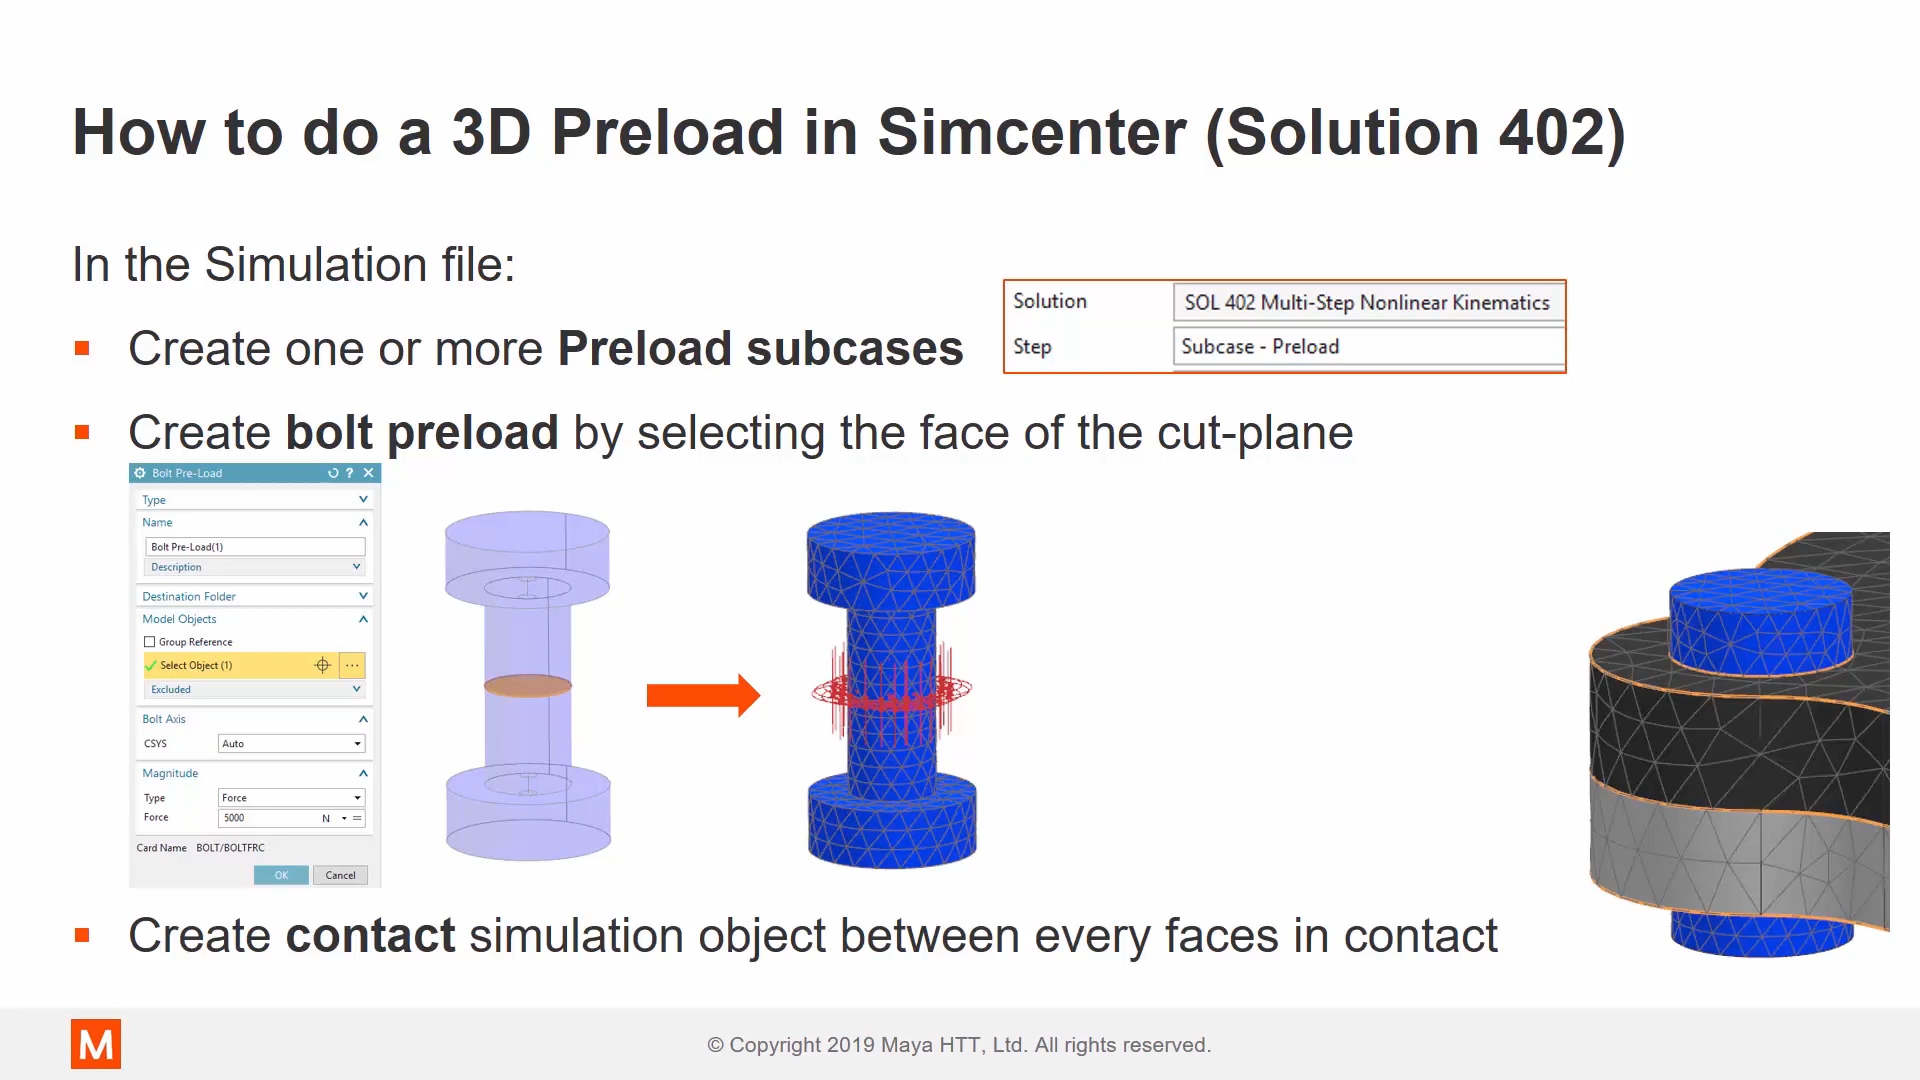 How to do a 3D Preload in Simcenter (Solution 402)
In the Simulation file:
Create one or more Preload subcases
Solution SOL 402 Multi-Step Nonlinear Kinematics
Step Subcase - Preload
Create bolt preload by selecting the face of the cut-plane
Bolt Pre-Load ? X
Type
Name
Bolt Pre-Load(1)
Description
Destination Folder
Model Objects
Group Reference
Select Object (1) ...
Excluded
Bolt Axis
CSYS Auto
Magnitude
Type Force
Force 5000 N =
Card Name BOLT/BOLTFRC
OK Cancel
Create contact simulation object between every faces in contact
M
© Copyright 2019 Maya HTT, Ltd. All rights reserved.